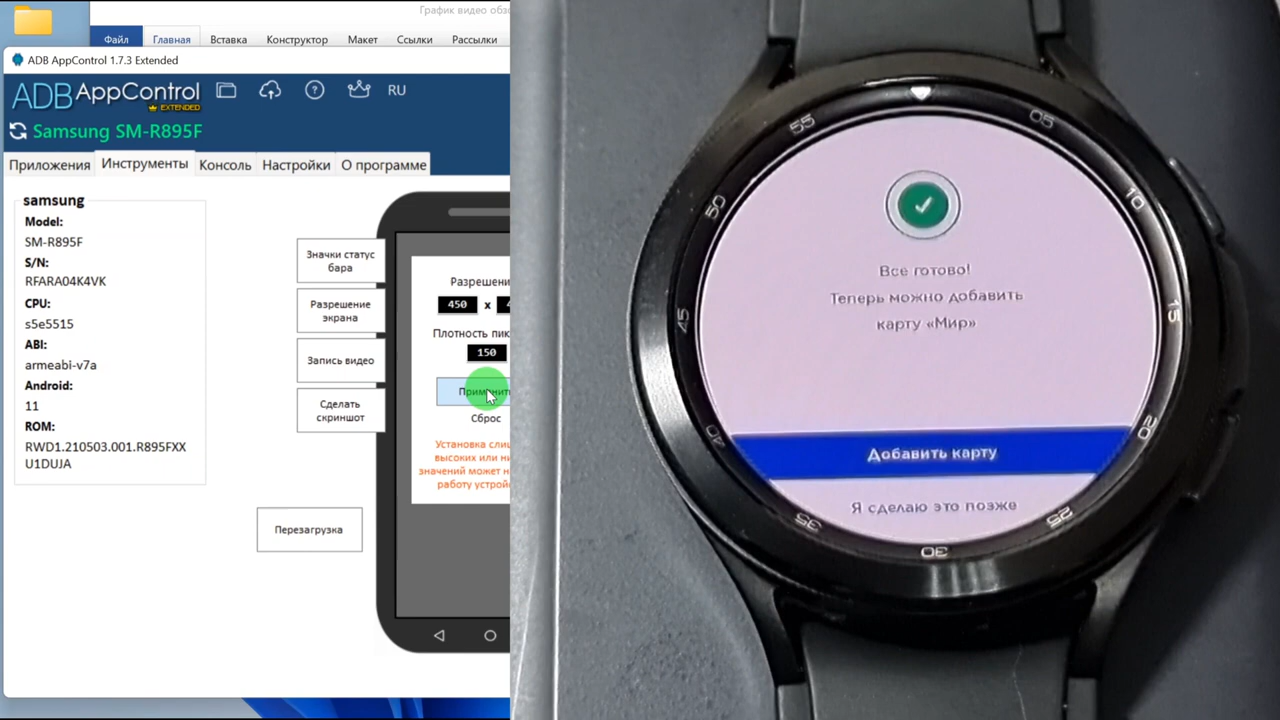 График видео обзо
Файл Главная Вставка Конструктор Макет Ссылки Рассылки
ADB AppControl 1.7.3 Extended
ADB AppControl
EXTENDED
RU
Samsung SM-R895F
Приложения Инструменты Консоль Настройки О программе
samsung
Model:
SM-R895F
S/N:
RFARA04K4VK
CPU:
s5e5515
ABI:
armeabi-v7a
Android:
11
ROM:
RWD1.210503.001.R895FXX
U1DUJA
Значки статус
бара
Разрешение
экрана
Запись видео
Сделать
скриншот
Перезагрузка
Разрешени
450 x 4
Плотность пик
150
Применить
Сброс
Установка слиш
высоких или ни
значений может н
работу устрой
55
05
50
10
45
15
40
20
35
25
30
Все готово!
Теперь можно добавить
карту «Мир»
Добавить карту
Я сделаю это позже